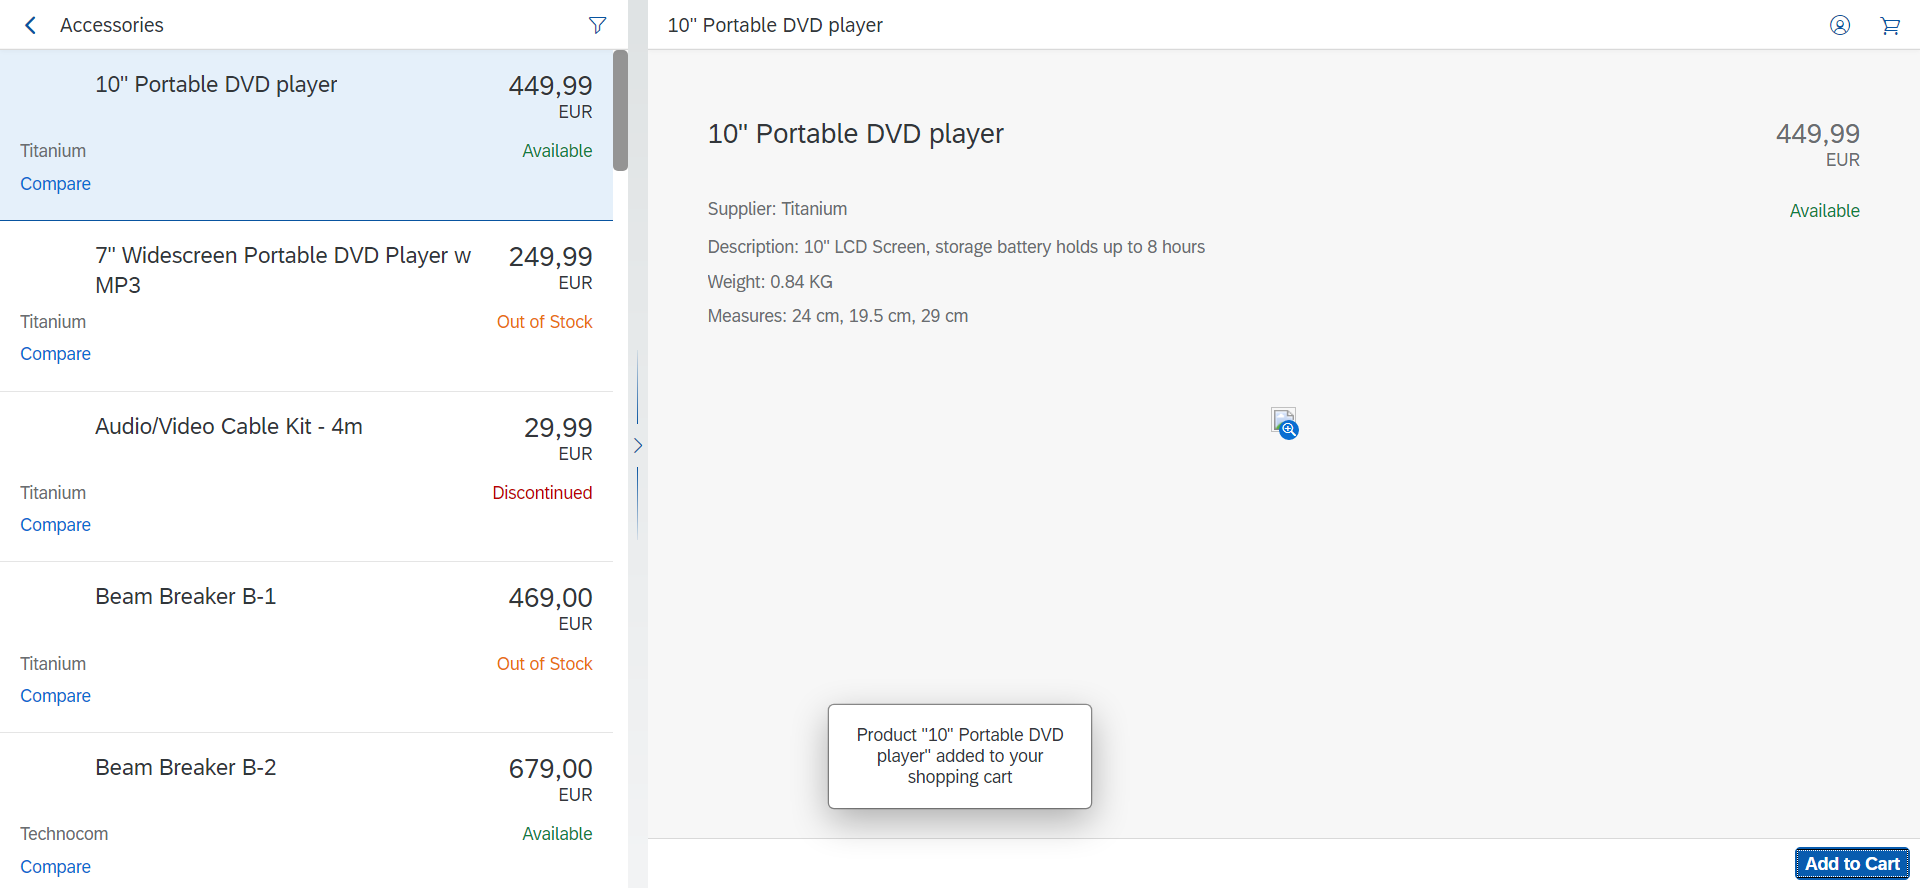 Accessories
10" Portable DVD player
449,99
EUR
Titanium
Available
Compare
7" Widescreen Portable DVD Player w
MP3
249,99
EUR
Titanium
Out of Stock
Compare
Audio/Video Cable Kit - 4m
29,99
EUR
Titanium
Discontinued
Compare
Beam Breaker B-1
469,00
EUR
Titanium
Out of Stock
Compare
Beam Breaker B-2
679,00
EUR
Technocom
Available
Compare
10" Portable DVD player
10" Portable DVD player
449,99
EUR
Supplier: Titanium
Available
Description: 10" LCD Screen, storage battery holds up to 8 hours
Weight: 0.84 KG
Measures: 24 cm, 19.5 cm, 29 cm
Product "10" Portable DVD
player" added to your
shopping cart
Add to Cart